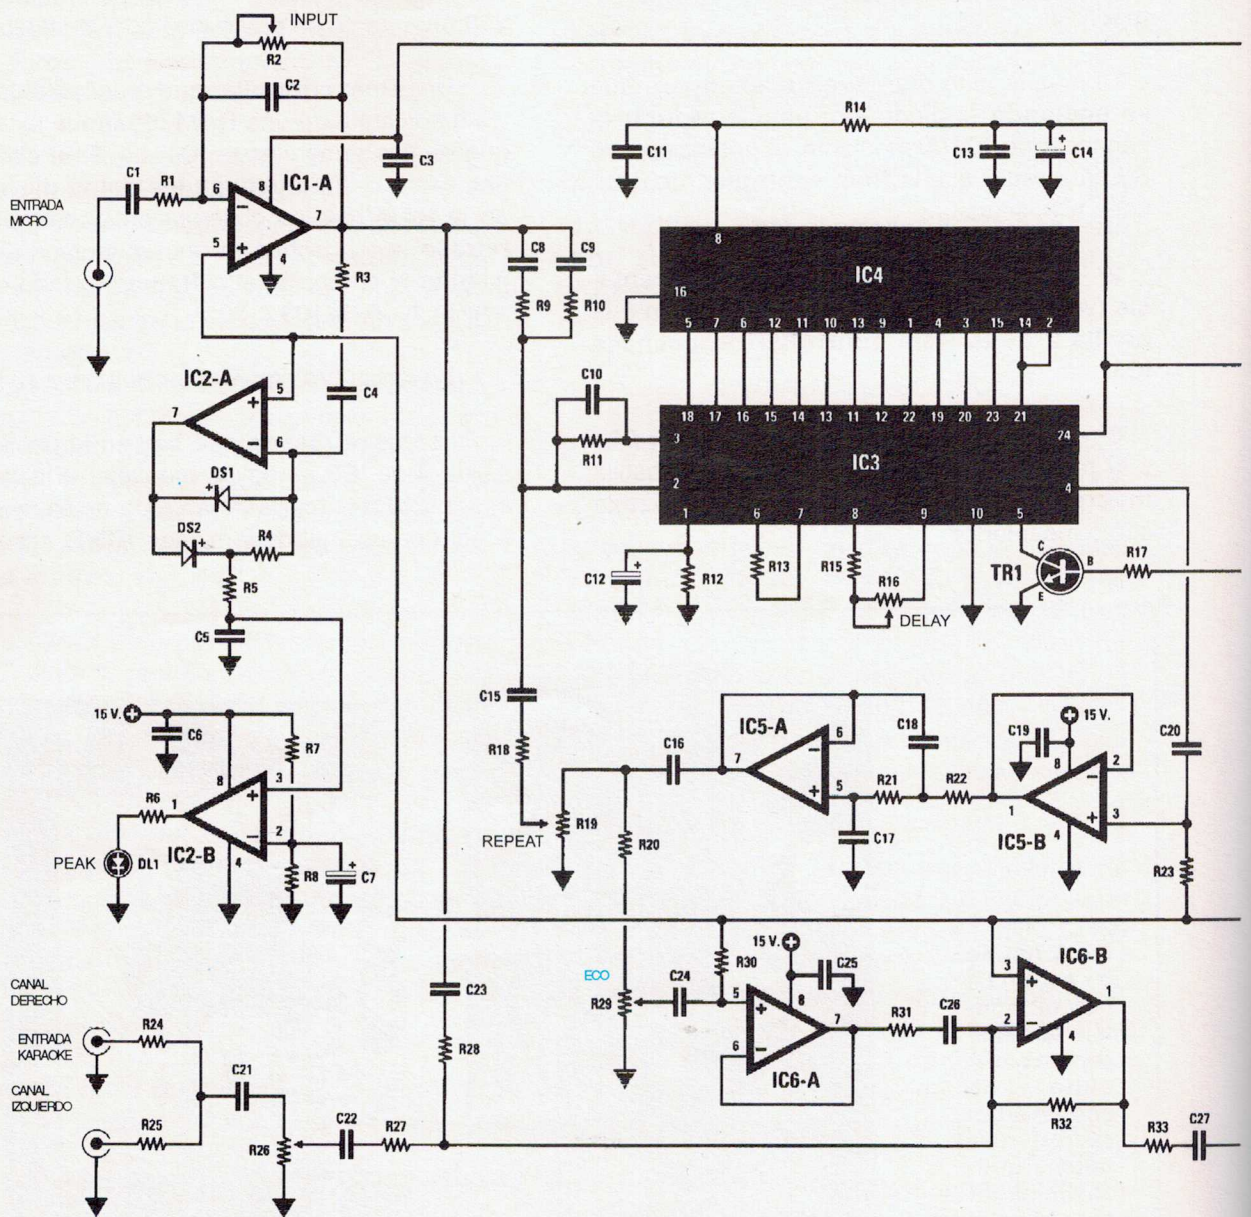 INPUT
R2
C2
C1
R1
6
8
IC1-A
7
5
4
C3
ENTRADA
MICRO
R3
C8
C9
R9
R10
C11
R14
C13
+
C14
8
IC4
16
5 7 6 12 11 10 13 9 1 4 3 15 14 2
18 17 16 15 14 13 11 12 22 19 20 23 21
24
3
IC3
2
4
1
6
7
8
9
10
5
IC2-A
7
5
+
−
6
C4
DS1
DS2
R4
R5
C5
C10
R11
C12
+
R12
R13
R15
R16
DELAY
C
B
E
TR1
R17
15 V.
C6
R7
8
3
+
−
2
1
4
R6
IC2-B
PEAK
DL1
R8
+
C7
C15
R18
REPEAT
R19
R20
C16
IC5-A
7
6
−
+
5
C18
R21
R22
C17
C19
15 V.
8
2
−
+
3
1
4
IC5-B
C20
R23
CANAL
DERECHO
ENTRADA
KARAOKE
CANAL
IZQUIERDO
R24
R25
C21
R26
C22
R27
C23
R28
ECO
R29
C24
R30
15 V.
C25
5
+
8
7
6
−
IC6-A
R31
C26
3
+
IC6-B
1
2
−
4
R32
R33
C27